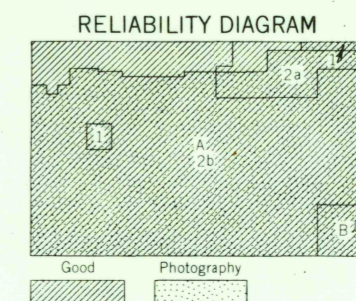 RELIABILITY DIAGRAM
1
2a
1
A
2b
B
Good Photography